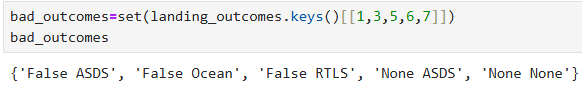 bad_outcomes=set(landing_outcomes.keys()[[1,3,5,6,7]])
bad_outcomes
{'False ASDS', 'False Ocean', 'False RTLS', 'None ASDS', 'None None'}